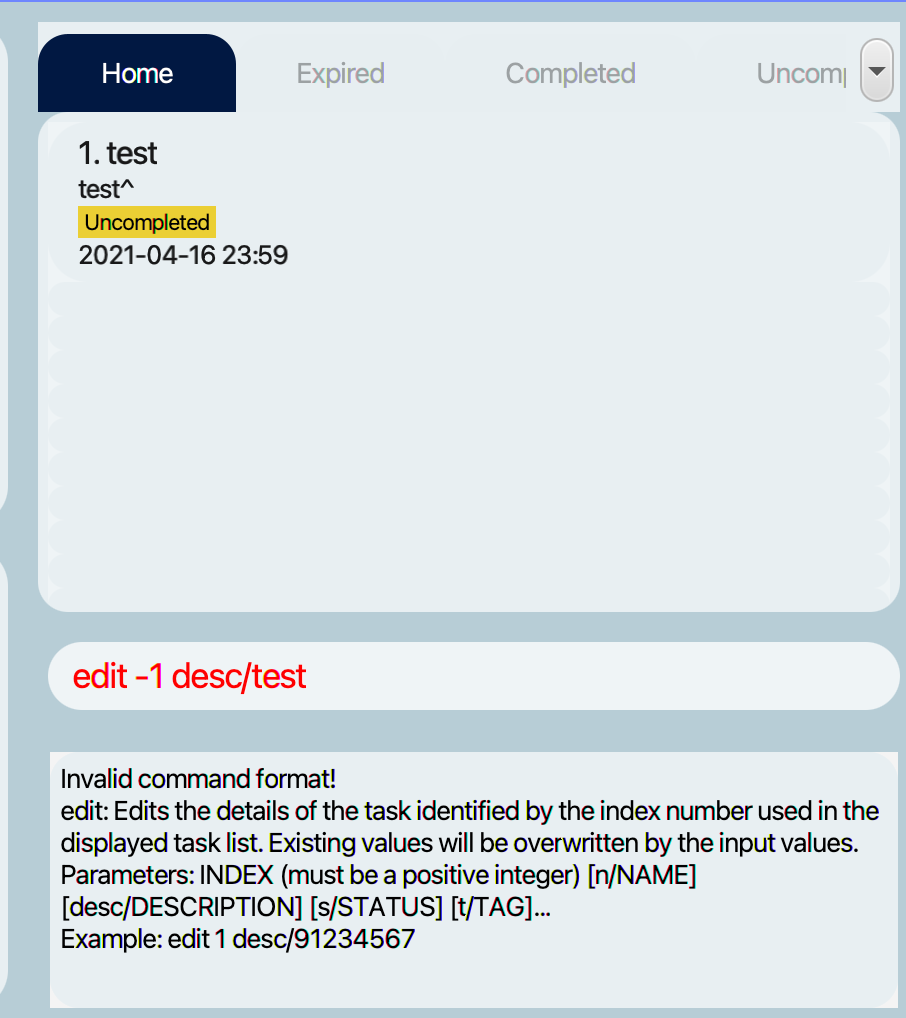 Home
Expired
Completed
Uncomp
1. test
test^
Uncompleted
2021-04-16 23:59
edit -1 desc/test
Invalid command format!
edit: Edits the details of the task identified by the index number used in the
displayed task list. Existing values will be overwritten by the input values.
Parameters: INDEX (must be a positive integer) [n/NAME]
[desc/DESCRIPTION] [s/STATUS] [t/TAG]...
Example: edit 1 desc/91234567